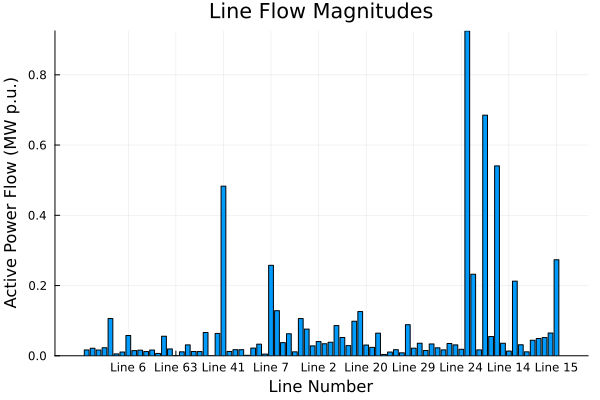 Line Flow Magnitudes
Active Power Flow (MW p.u.)
0.8
0.6
0.4
0.2
0.0
Line 6 Line 63 Line 41 Line 7 Line 2 Line 20 Line 29 Line 24 Line 14 Line 15
Line Number